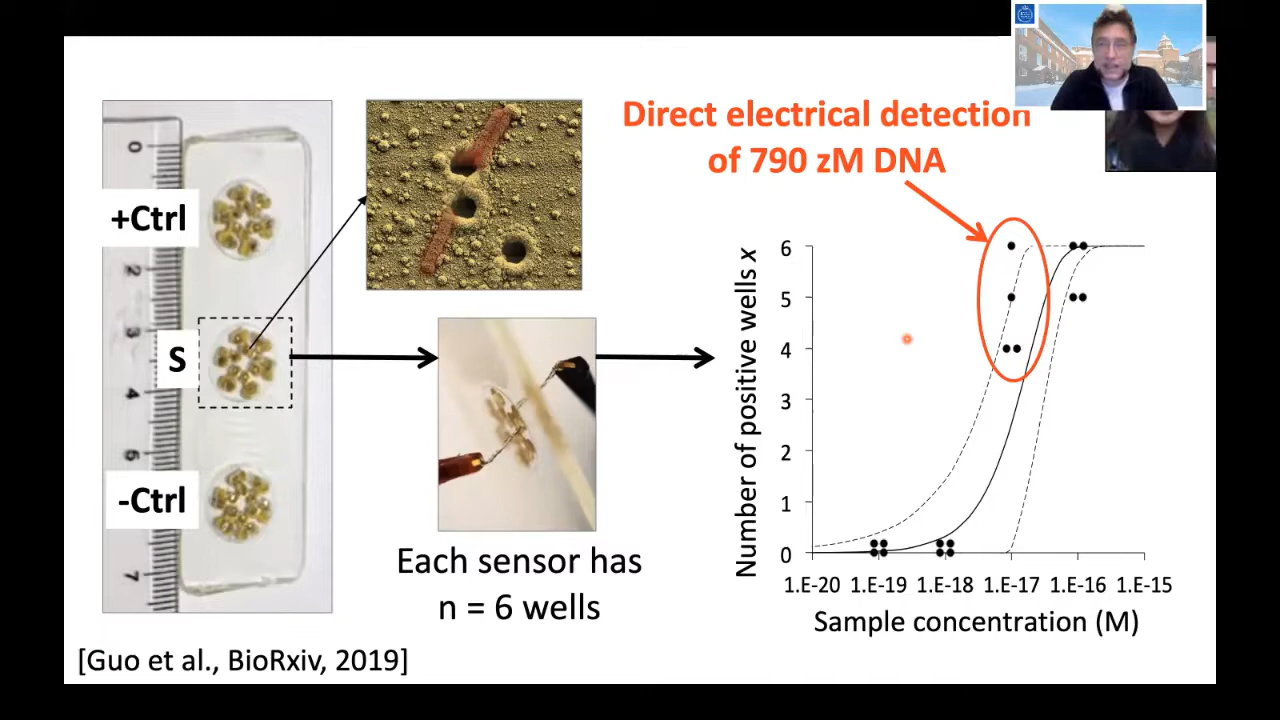 Direct electrical detection
of 790 zM DNA
+Ctrl
S
-Ctrl
0
2
3
4
5
6
7
Each sensor has
n = 6 wells
[Guo et al., BioRxiv, 2019]
Number of positive wells x
6
5
4
3
2
1
0
1.E-20 1.E-19 1.E-18 1.E-17 1.E-16 1.E-15
Sample concentration (M)